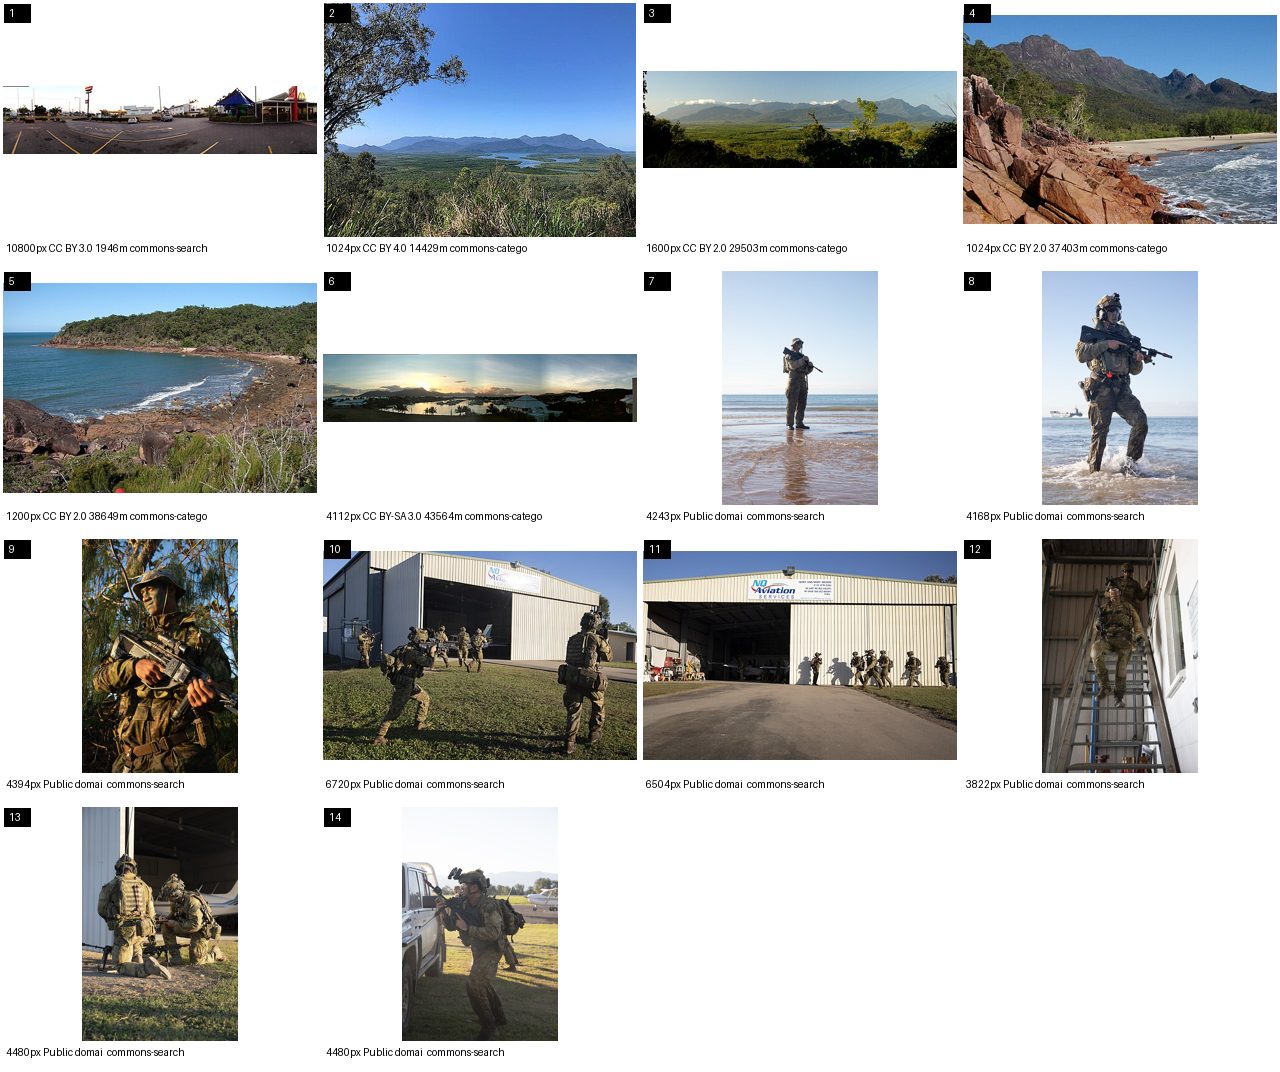 1
2
3
4
10800px CC BY 3.0 1946m commons-search
1024px CC BY 4.0 14429m commons-catego
1600px CC BY 2.0 29503m commons-catego
1024px CC BY 2.0 37403m commons-catego
5
6
7
8
1200px CC BY 2.0 38649m commons-catego
4112px CC BY-SA 3.0 43564m commons-catego
4243px Public domai commons-search
4168px Public domai commons-search
9
10
11
12
NQ
Aviation
SERVICES
4394px Public domai commons-search
6720px Public domai commons-search
6504px Public domai commons-search
3822px Public domai commons-search
13
14
4480px Public domai commons-search
4480px Public domai commons-search